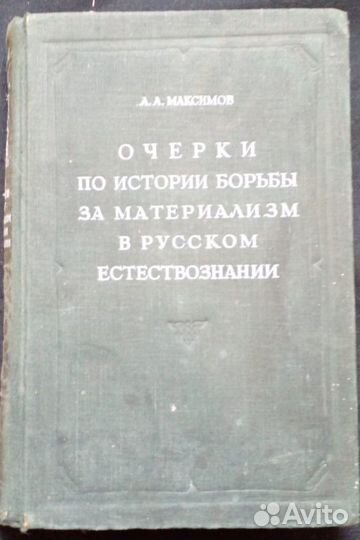 А. А. МАКСИМОВ
ОЧЕРКИ
ПО ИСТОРИИ БОРЬБЫ
ЗА МАТЕРИАЛИЗМ
В РУССКОМ
ЕСТЕСТВОЗНАНИИ
Avito